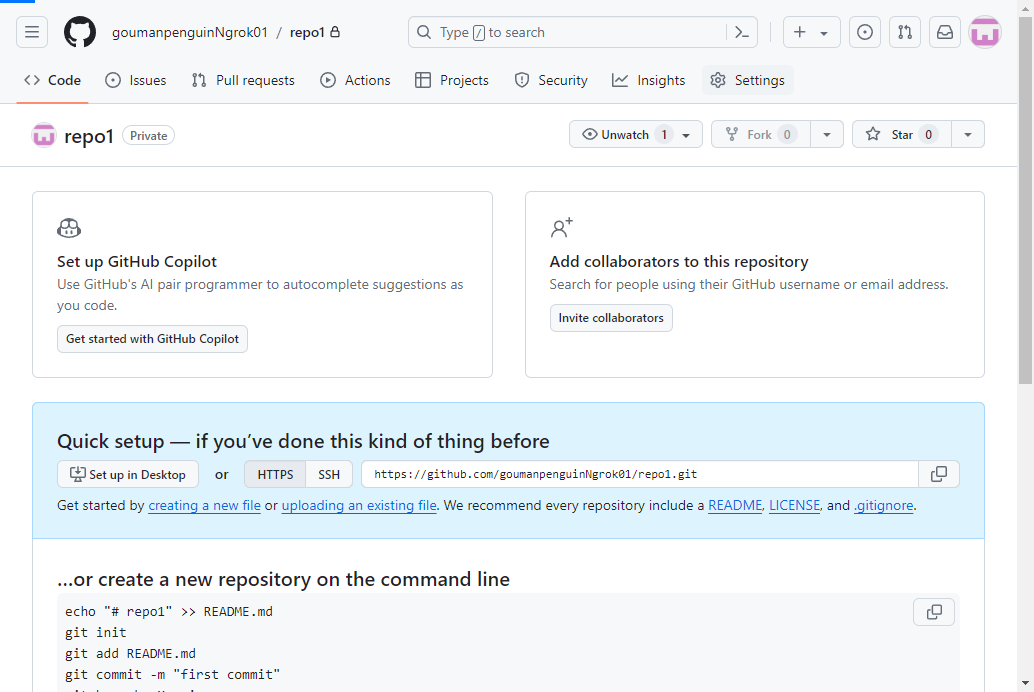 goumanpenguinNgrok01 / repo1
Type / to search
Code Issues Pull requests Actions Projects Security Insights Settings
repo1 Private
Unwatch 1 Fork 0 Star 0
Set up GitHub Copilot
Use GitHub's AI pair programmer to autocomplete suggestions as
you code.
Get started with GitHub Copilot
Add collaborators to this repository
Search for people using their GitHub username or email address.
Invite collaborators
Quick setup — if you’ve done this kind of thing before
Set up in Desktop or HTTPS SSH https://github.com/goumanpenguinNgrok01/repo1.git
Get started by creating a new file or uploading an existing file. We recommend every repository include a README, LICENSE, and .gitignore.
…or create a new repository on the command line
echo "# repo1" >> README.md
git init
git add README.md
git commit -m "first commit"